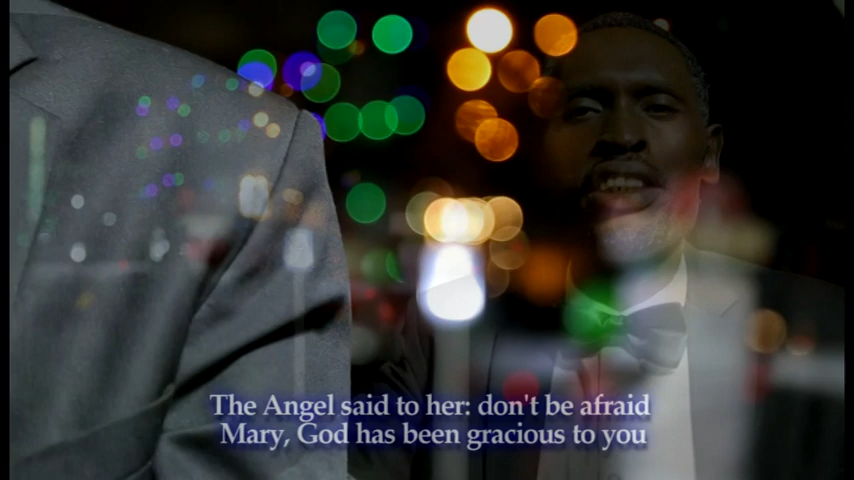 The Angel said to her: don't be afraid
Mary, God has been gracious to you